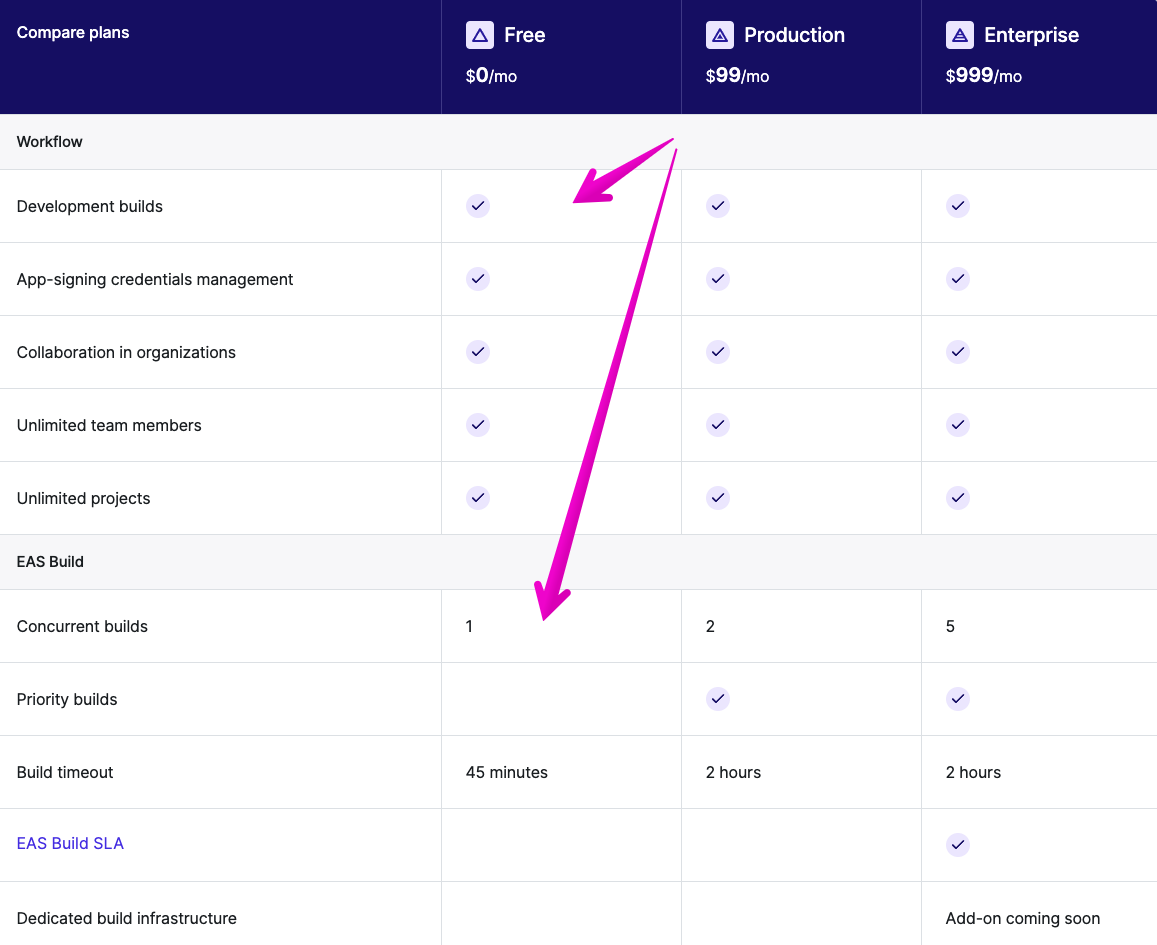 Compare plans
Free
Production
Enterprise
$0/mo
$99/mo
$999/mo
Workflow
Development builds
App-signing credentials management
Collaboration in organizations
Unlimited team members
Unlimited projects
EAS Build
Concurrent builds 1 2 5
Priority builds
Build timeout 45 minutes 2 hours 2 hours
EAS Build SLA
Dedicated build infrastructure Add-on coming soon